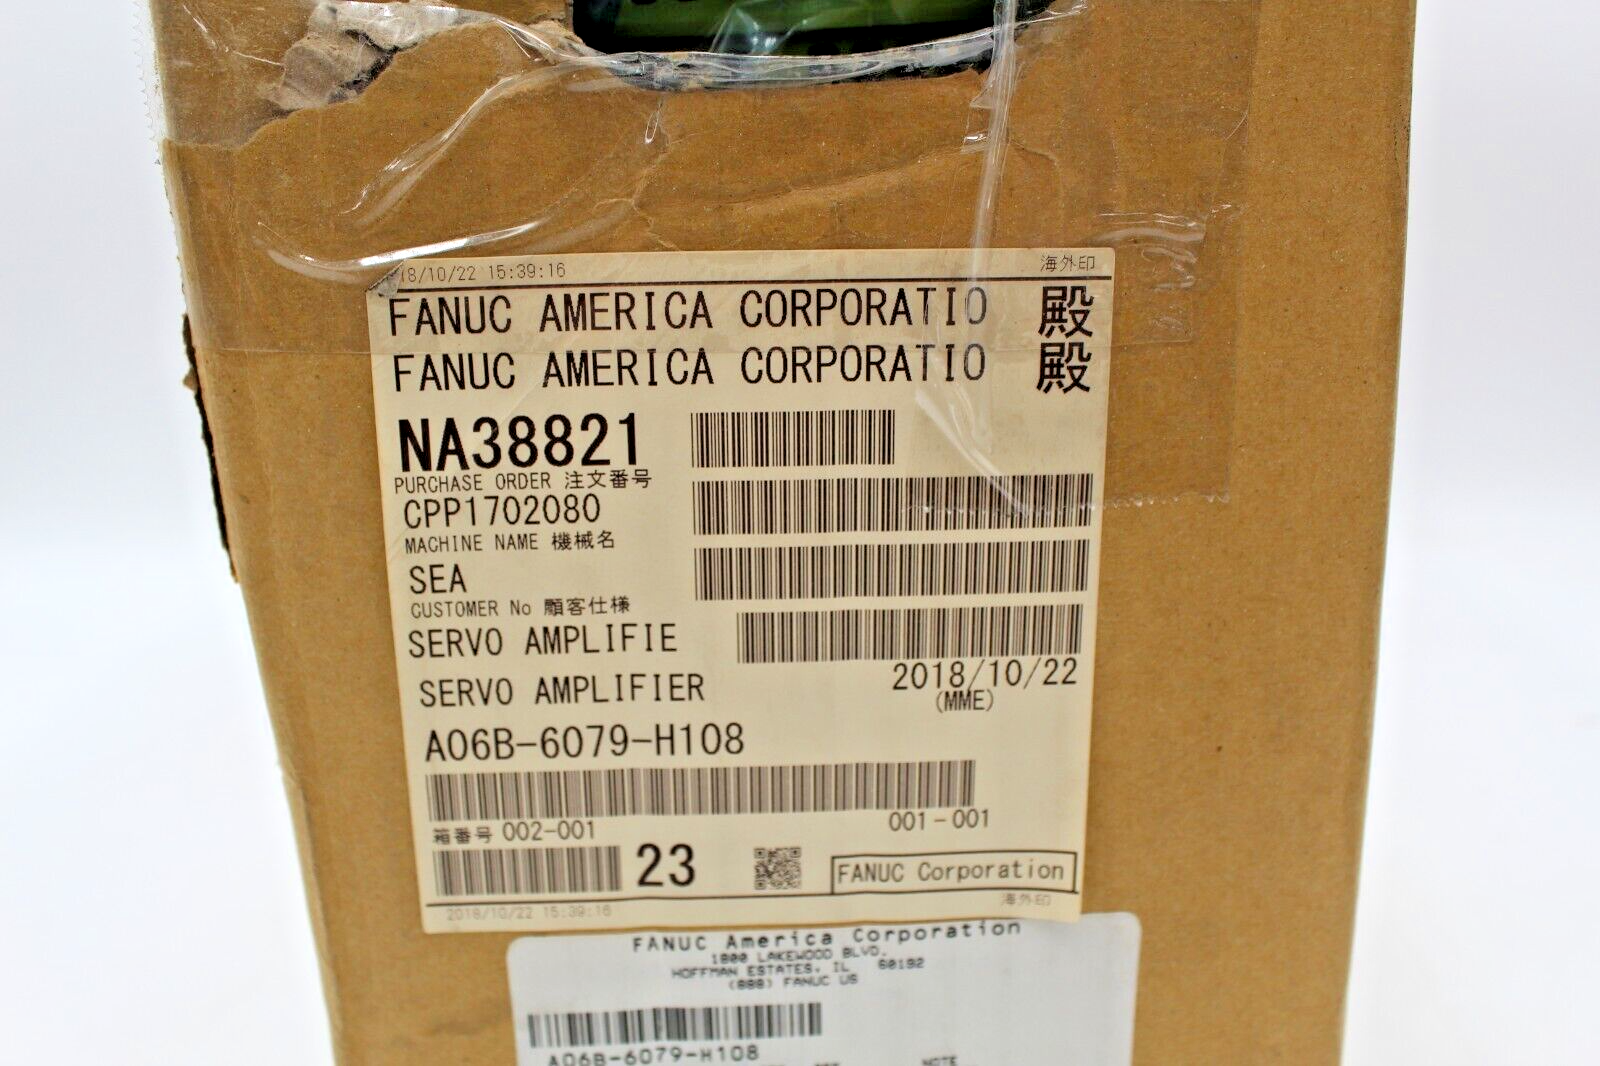 18/10/22 15:39:16 海外印
FANUC AMERICA CORPORATIO 殿
FANUC AMERICA CORPORATIO 殿
NA38821
PURCHASE ORDER 注文番号
CPP1702080
MACHINE NAME 機械名
SEA
CUSTOMER No 顧客仕様
SERVO AMPLIFIE
SERVO AMPLIFIER 2018/10/22
(MME)
A06B-6079-H108
箱番号 002-001 001-001
23 FANUC Corporation
2018/10/22 15:39:16 海外印
FANUC America Corporation
1800 LAKEWOOD BLVD.
HOFFMAN ESTATES, IL 60192
(888) FANUC US
A06B-6079-H108
NOTE